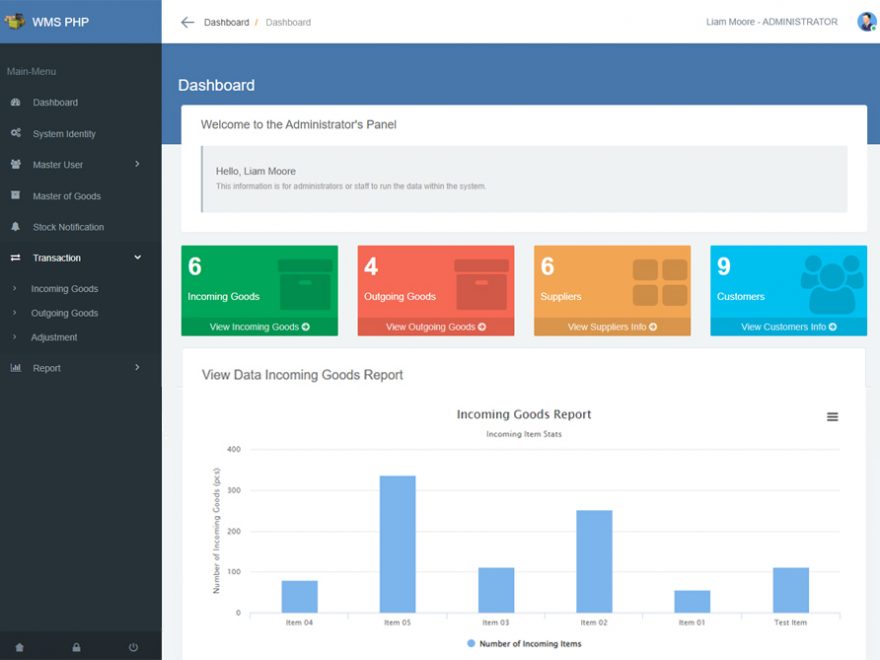 WMS PHP
Dashboard / Dashboard
Liam Moore - ADMINISTRATOR
Main-Menu
Dashboard
System Identity
Master User
Master of Goods
Stock Notification
Transaction
Incoming Goods
Outgoing Goods
Adjustment
Report
Dashboard
Welcome to the Administrator's Panel
Hello, Liam Moore
This information is for administrators or staff to run the data within the system.
6
Incoming Goods
View Incoming Goods
4
Outgoing Goods
View Outgoing Goods
6
Suppliers
View Suppliers Info
9
Customers
View Customers Info
View Data Incoming Goods Report
Incoming Goods Report
Incoming Item Stats
Number of Incoming Goods (pcs)
400
300
200
100
0
Item 04 Item 05 Item 03 Item 02 Item 01 Test Item
Number of Incoming Items